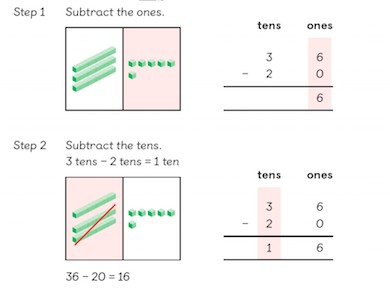 Step 1 Subtract the ones.
tens ones
3 6
− 2 0
6
Step 2 Subtract the tens.
3 tens − 2 tens = 1 ten
tens ones
3 6
− 2 0
1 6
36 − 20 = 16